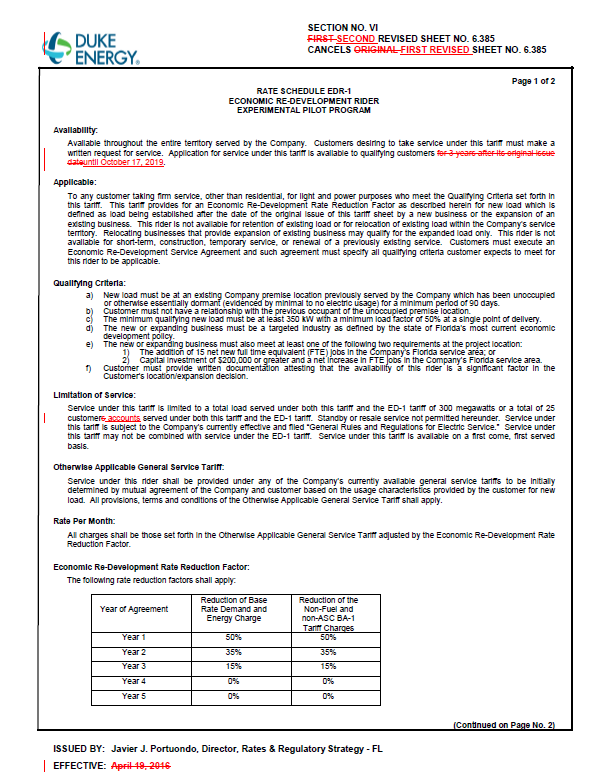 DUKE
ENERGY®
SECTION NO. VI
FIRST SECOND REVISED SHEET NO. 6.385
CANCELS ORIGINAL FIRST REVISED SHEET NO. 6.385
Page 1 of 2
RATE SCHEDULE EDR-1
ECONOMIC RE-DEVELOPMENT RIDER
EXPERIMENTAL PILOT PROGRAM
Availability:
Available throughout the entire territory served by the Company. Customers desiring to take service under this tariff must make a
written request for service. Application for service under this tariff is available to qualifying customers for 3 years after its original issue
dateuntil October 17, 2019.
Applicable:
To any customer taking firm service, other than residential, for light and power purposes who meet the Qualifying Criteria set forth in
this tariff. This tariff provides for an Economic Re-Development Rate Reduction Factor as described herein for new load which is
defined as load being established after the date of the original issue of this tariff sheet by a new business or the expansion of an
existing business. This rider is not available for retention of existing load or for relocation of existing load within the Company's service
territory. Relocating businesses that provide expansion of existing business may qualify for the expanded load only. This rider is not
available for short-term, construction, temporary service, or renewal of a previously existing service. Customers must execute an
Economic Re-Development Service Agreement and such agreement must specify all qualifying criteria customer expects to meet for
this rider to be applicable.
Qualifying Criteria:
a) New load must be at an existing Company premise location previously served by the Company which has been unoccupied
or otherwise essentially dormant (evidenced by minimal to no electric usage) for a minimum period of 90 days.
b) Customer must not have a relationship with the previous occupant of the unoccupied premise location.
c) The minimum qualifying new load must be at least 350 kW with a minimum load factor of 50% at a single point of delivery.
d) The new or expanding business must be a targeted industry as defined by the state of Florida's most current economic
development policy.
e) The new or expanding business must also meet at least one of the following two requirements at the project location:
1) The addition of 15 net new full time equivalent (FTE) jobs in the Company's Florida service area; or
2) Capital investment of $200,000 or greater and a net increase in FTE jobs in the Company's Florida service area.
f) Customer must provide written documentation attesting that the availability of this rider is a significant factor in the
Customer's location/expansion decision.
Limitation of Service:
Service under this tariff is limited to a total load served under both this tariff and the ED-1 tariff of 300 megawatts or a total of 25
customers accounts served under both this tariff and the ED-1 tariff. Standby or resale service not permitted hereunder. Service under
this tariff is subject to the Company's currently effective and filed "General Rules and Regulations for Electric Service." Service under
this tariff may not be combined with service under the ED-1 tariff. Service under this tariff is available on a first come, first served
basis.
Otherwise Applicable General Service Tariff:
Service under this rider shall be provided under any of the Company's currently available general service tariffs to be initially
determined by mutual agreement of the Company and customer based on the usage characteristics provided by the customer for new
load. All provisions, terms and conditions of the Otherwise Applicable General Service Tariff shall apply.
Rate Per Month:
All charges shall be those set forth in the Otherwise Applicable General Service Tariff adjusted by the Economic Re-Development Rate
Reduction Factor.
Economic Re-Development Rate Reduction Factor:
The following rate reduction factors shall apply:
Year of Agreement
Reduction of Base
Rate Demand and
Energy Charge
Reduction of the
Non-Fuel and
non-ASC BA-1
Tariff Charges
Year 1 50% 50%
Year 2 35% 35%
Year 3 15% 15%
Year 4 0% 0%
Year 5 0% 0%
(Continued on Page No. 2)
ISSUED BY: Javier J. Portuondo, Director, Rates & Regulatory Strategy - FL
EFFECTIVE: April 19, 2016